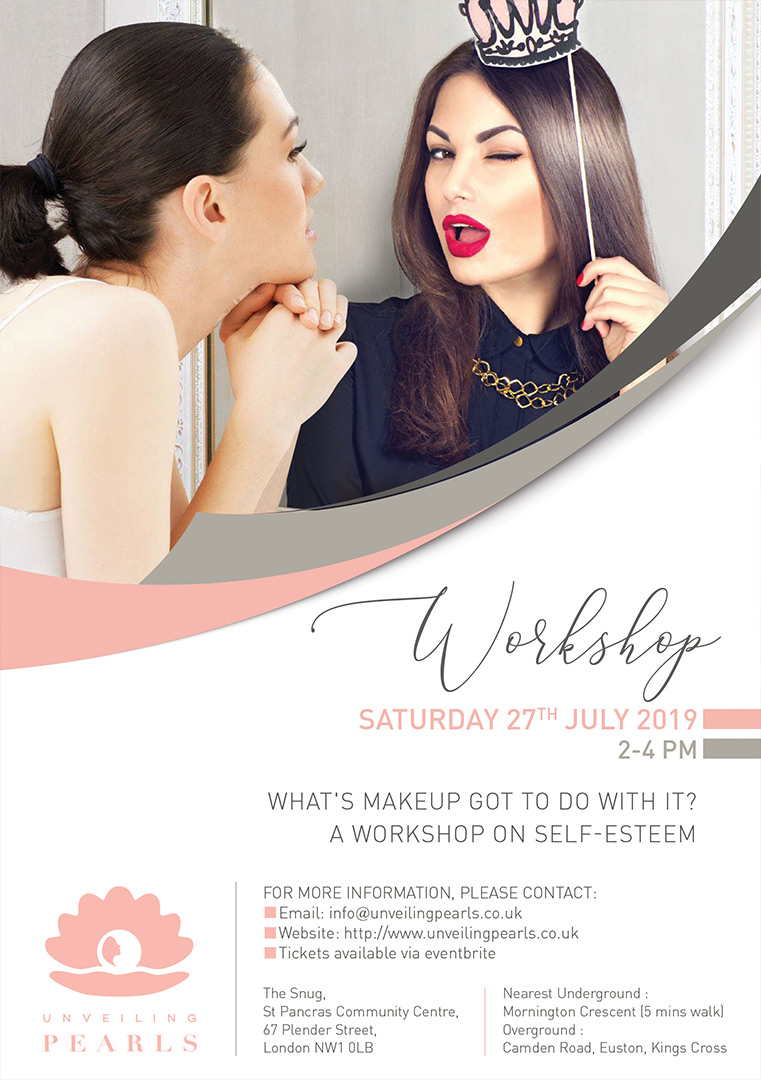 Workshop
SATURDAY 27TH JULY 2019
2-4 PM
WHAT'S MAKEUP GOT TO DO WITH IT?
A WORKSHOP ON SELF-ESTEEM
FOR MORE INFORMATION, PLEASE CONTACT:
Email: info@unveilingpearls.co.uk
Website: http://www.unveilingpearls.co.uk
Tickets available via eventbrite
UNVEILING
PEARLS
The Snug,
St Pancras Community Centre,
67 Plender Street,
London NW1 0LB
Nearest Underground :
Mornington Crescent (5 mins walk)
Overground :
Camden Road, Euston, Kings Cross